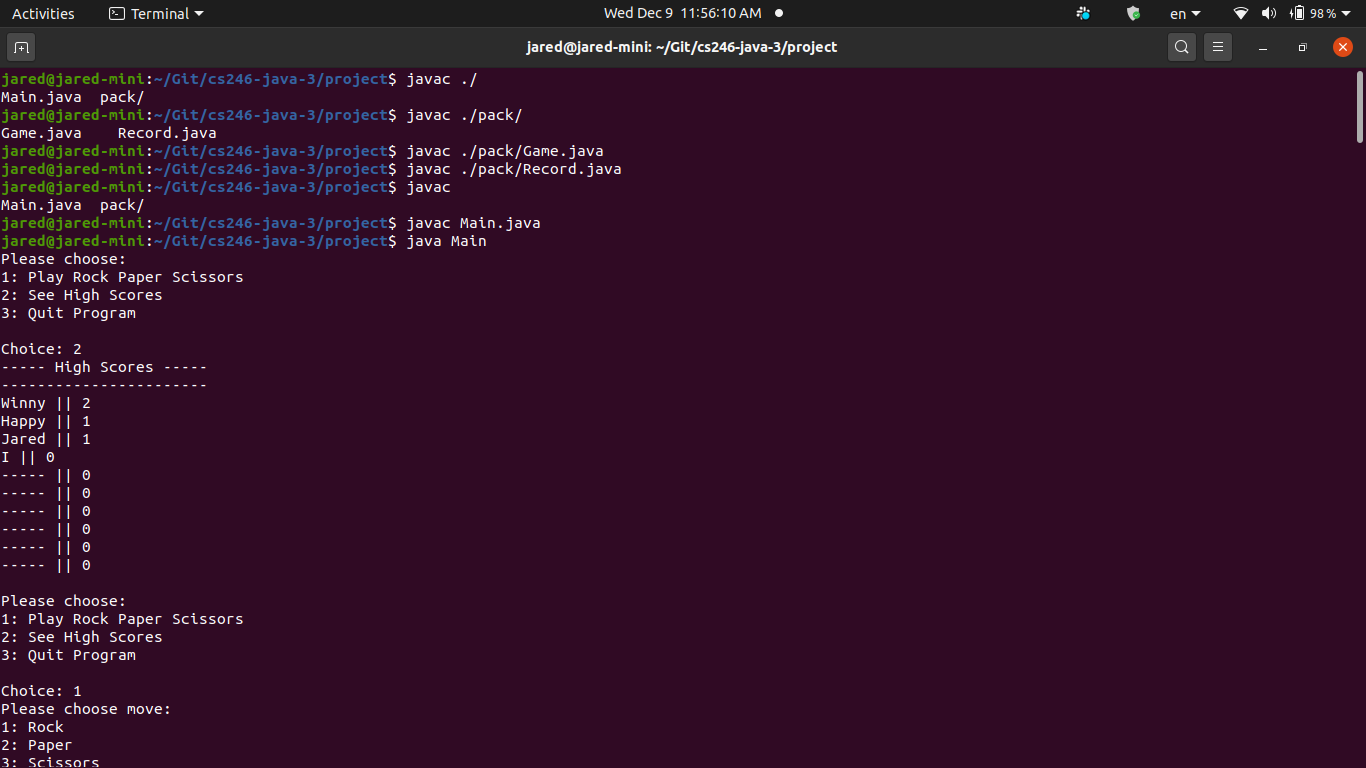 Activities Terminal Wed Dec 9 11:56:10 AM en 98%
jared@jared-mini: ~/Git/cs246-java-3/project
jared@jared-mini:~/Git/cs246-java-3/project$ javac ./
Main.java  pack/
jared@jared-mini:~/Git/cs246-java-3/project$ javac ./pack/
Game.java    Record.java
jared@jared-mini:~/Git/cs246-java-3/project$ javac ./pack/Game.java
jared@jared-mini:~/Git/cs246-java-3/project$ javac ./pack/Record.java
jared@jared-mini:~/Git/cs246-java-3/project$ javac
Main.java  pack/
jared@jared-mini:~/Git/cs246-java-3/project$ javac Main.java
jared@jared-mini:~/Git/cs246-java-3/project$ java Main
Please choose:
1: Play Rock Paper Scissors
2: See High Scores
3: Quit Program
Choice: 2
----- High Scores -----
-----------------------
Winny || 2
Happy || 1
Jared || 1
I || 0
----- || 0
----- || 0
----- || 0
----- || 0
----- || 0
----- || 0
Please choose:
1: Play Rock Paper Scissors
2: See High Scores
3: Quit Program
Choice: 1
Please choose move:
1: Rock
2: Paper
3: Scissors